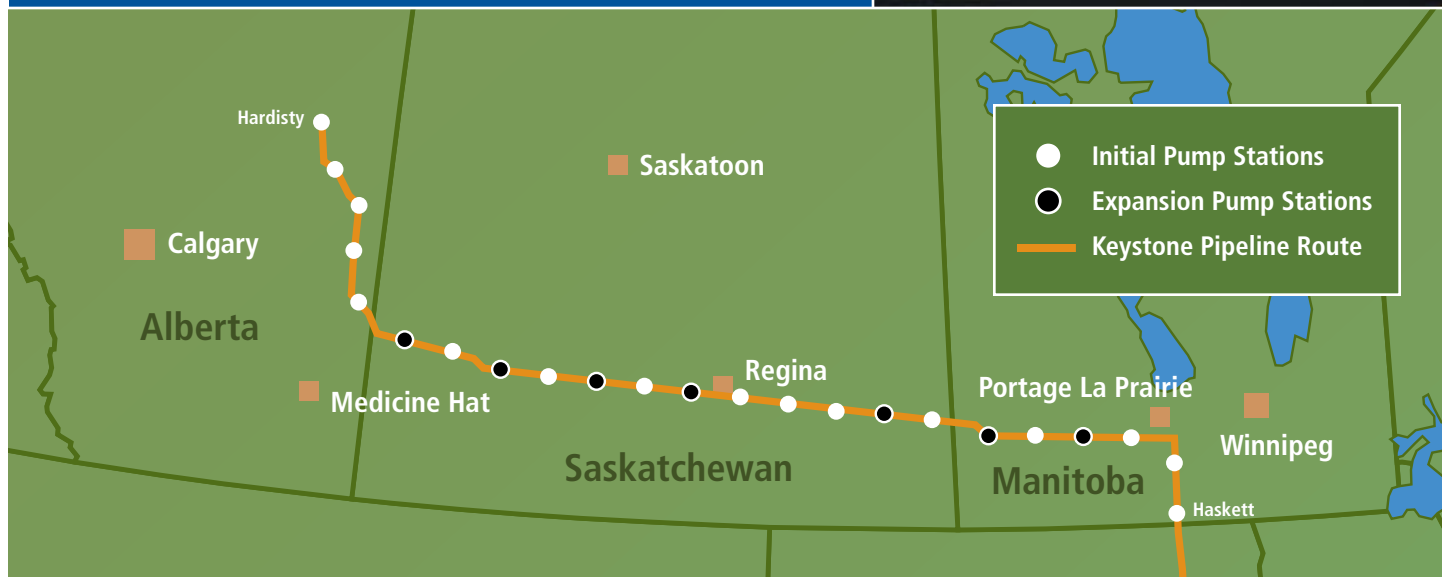 Hardisty
Saskatoon
Calgary
Alberta
Medicine Hat
Regina
Saskatchewan
Portage La Prairie
Winnipeg
Manitoba
Haskett
Initial Pump Stations
Expansion Pump Stations
Keystone Pipeline Route